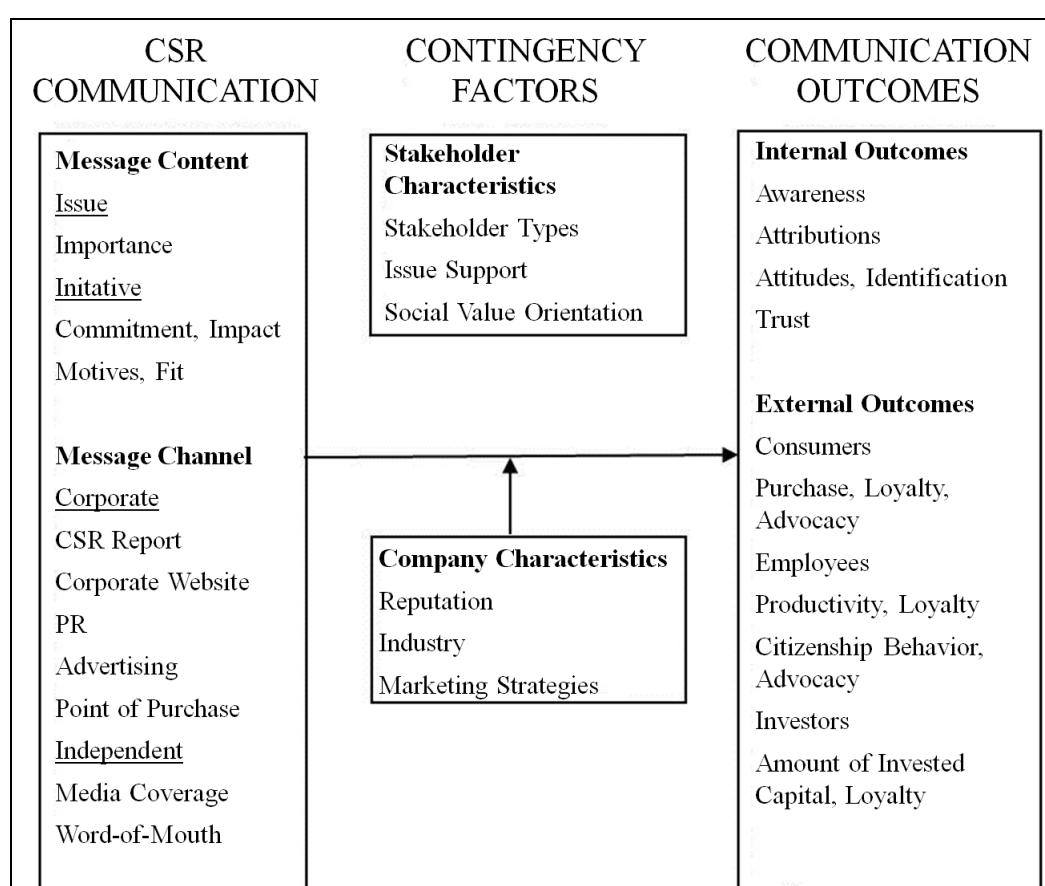 CSR
COMMUNICATION
Message Content
Issue
Importance
Initative
Commitment, Impact
Motives, Fit
Message Channel
Corporate
CSR Report
Corporate Website
PR
Advertising
Point of Purchase
Independent
Media Coverage
Word-of-Mouth
CONTINGENCY
FACTORS
Stakeholder
Characteristics
Stakeholder Types
Issue Support
Social Value Orientation
Company Characteristics
Reputation
Industry
Marketing Strategies
COMMUNICATION
OUTCOMES
Internal Outcomes
Awareness
Attributions
Attitudes, Identification
Trust
External Outcomes
Consumers
Purchase, Loyalty,
Advocacy
Employees
Productivity, Loyalty
Citizenship Behavior,
Advocacy
Investors
Amount of Invested
Capital, Loyalty